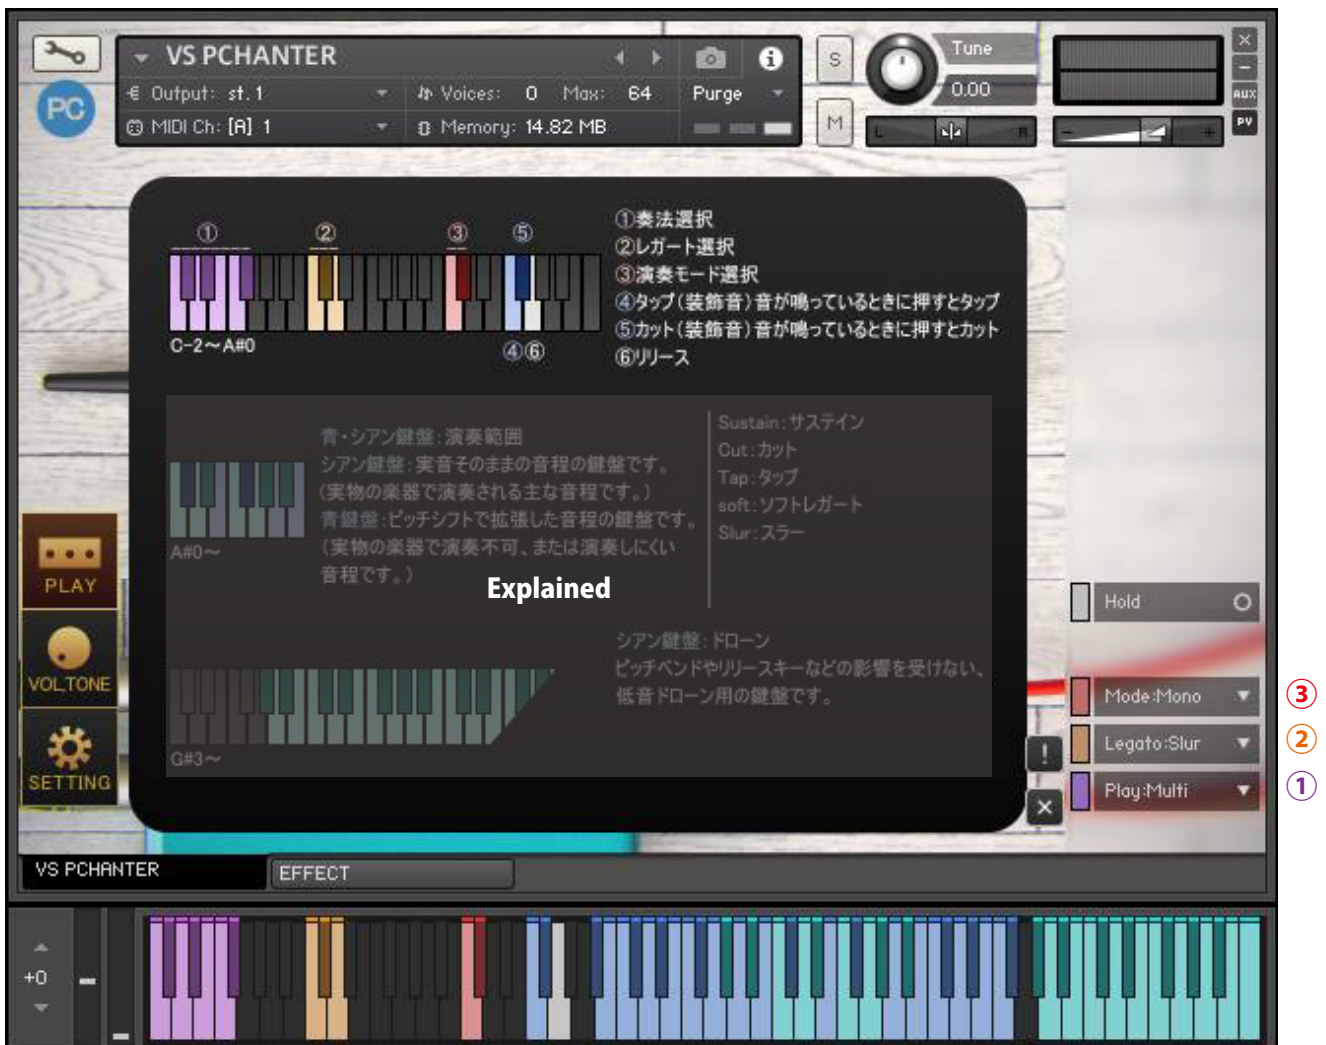 VS PCHANTER
S
Tune
×
−
PC
Output: st.1
Voices: 0 Max: 64
Purge
0.00
AUX
MIDI Ch: [A] 1
Memory: 14.82 MB
M
L
R
−
+
PV
① ② ③ ⑤
C-2～A#0
④⑥
①奏法選択
②レガート選択
③演奏モード選択
④タップ(装飾音)音が鳴っているときに押すとタップ
⑤カット(装飾音)音が鳴っているときに押すとカット
⑥リリース
青・シアン鍵盤:演奏範囲
シアン鍵盤:実音そのままの音程の鍵盤です。
(実物の楽器で演奏される主な音程です。)
青鍵盤:ピッチシフトで拡張した音程の鍵盤です。
(実物の楽器で演奏不可、または演奏しにくい
音程です。)
A#0～
Explained
Sustain:サステイン
Cut:カット
Tap:タップ
soft:ソフトレガート
Slur:スラー
シアン鍵盤:ドローン
ピッチベンドやリリースキーなどの影響を受けない、
低音ドローン用の鍵盤です。
G#3～
PLAY
VOL,TONE
SETTING
Hold
Mode:Mono ③
Legato:Slur ②
Play:Multi ①
!
×
VS PCHANTER
EFFECT
+0